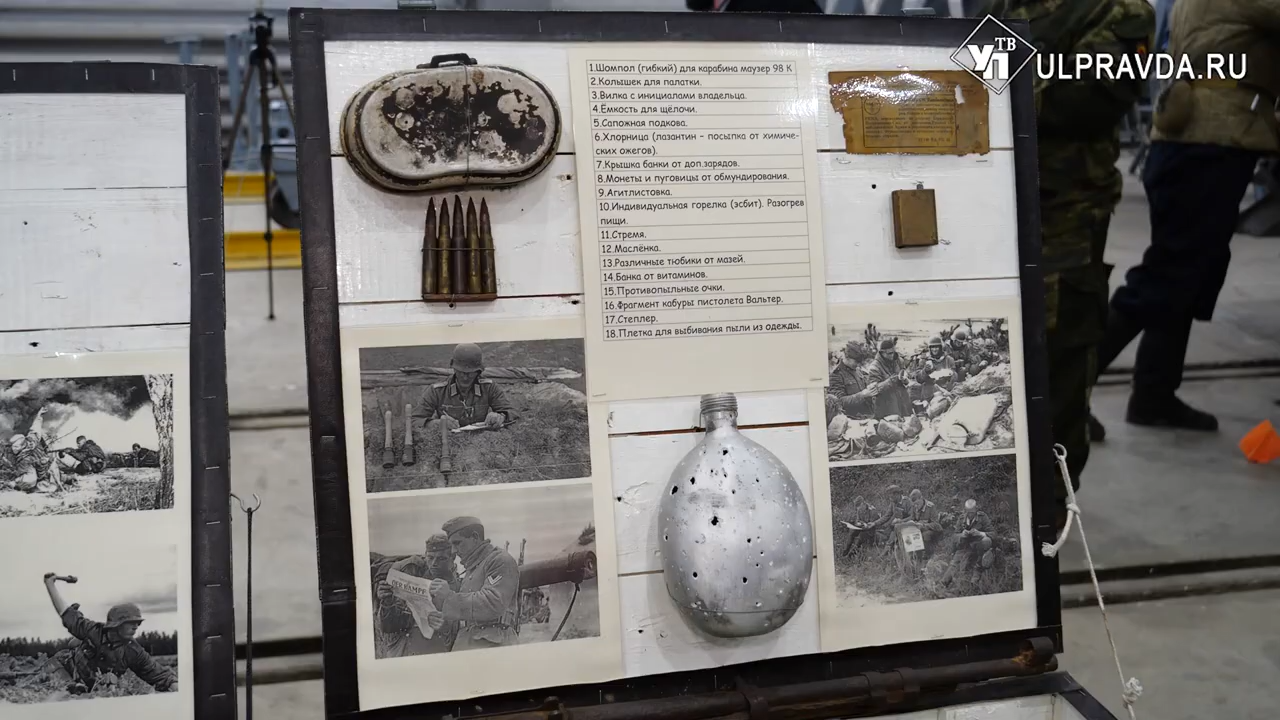 УП ТВ ULPRAVDA.RU
1.Шомпол (гибкий) для карабина маузер 98 К
2.Колышек для палатки.
3.Вилка с инициалами владельца.
4.Ёмкость для щёлочи.
5.Сапожная подкова.
6.Хлорница (лазантин - посыпка от химиче-
ских ожегов).
7.Крышка банки от доп.зарядов.
8.Монеты и пуговицы от обмундирования.
9.Агитлистовка.
10.Индивидуальная горелка (эсбит). Разогрев
пищи.
11.Стремя.
12.Маслёнка.
13.Различные тюбики от мазей.
14.Банка от витаминов.
15.Противопыльные очки.
16.Фрагмент кабуры пистолета Вальтер.
17.Степлер.
18.Плетка для выбивания пыли из одежды.